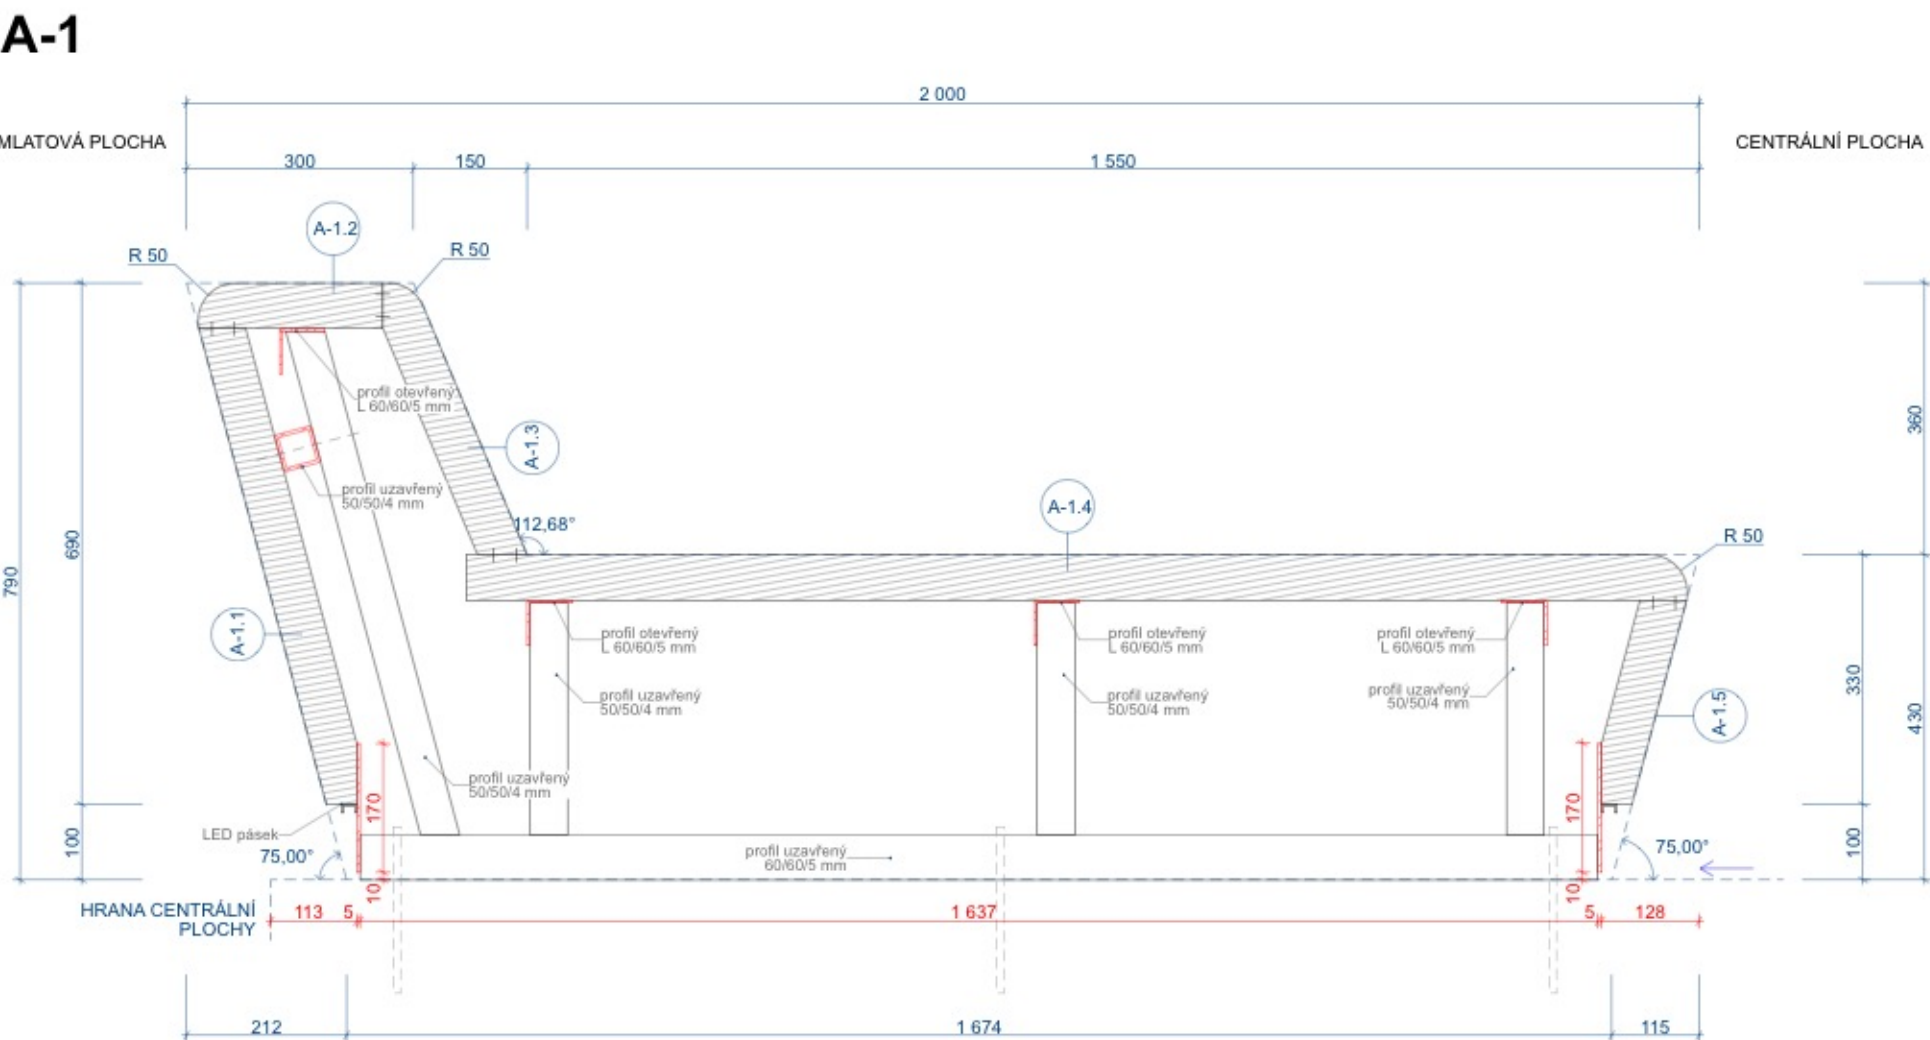 A-1
2 000
MLATOVÁ PLOCHA
CENTRÁLNÍ PLOCHA
300
150
1 550
A-1.2
R 50
R 50
profil otevřený
L 60/60/5 mm
360
A-1.3
profil uzavřený
50/50/4 mm
112,68°
A-1.4
R 50
690
790
A-1.1
profil otevřený
L 60/60/5 mm
profil otevřený
L 60/60/5 mm
profil otevřený
L 60/60/5 mm
profil uzavřený
50/50/4 mm
profil uzavřený
50/50/4 mm
profil uzavřený
50/50/4 mm
330
430
A-1.5
profil uzavřený
50/50/4 mm
170
170
LED pásek
100
100
75,00°
profil uzavřený
60/60/5 mm
75,00°
10
10
HRANA CENTRÁLNÍ
PLOCHY
113
5
1 637
5
128
212
1 674
115